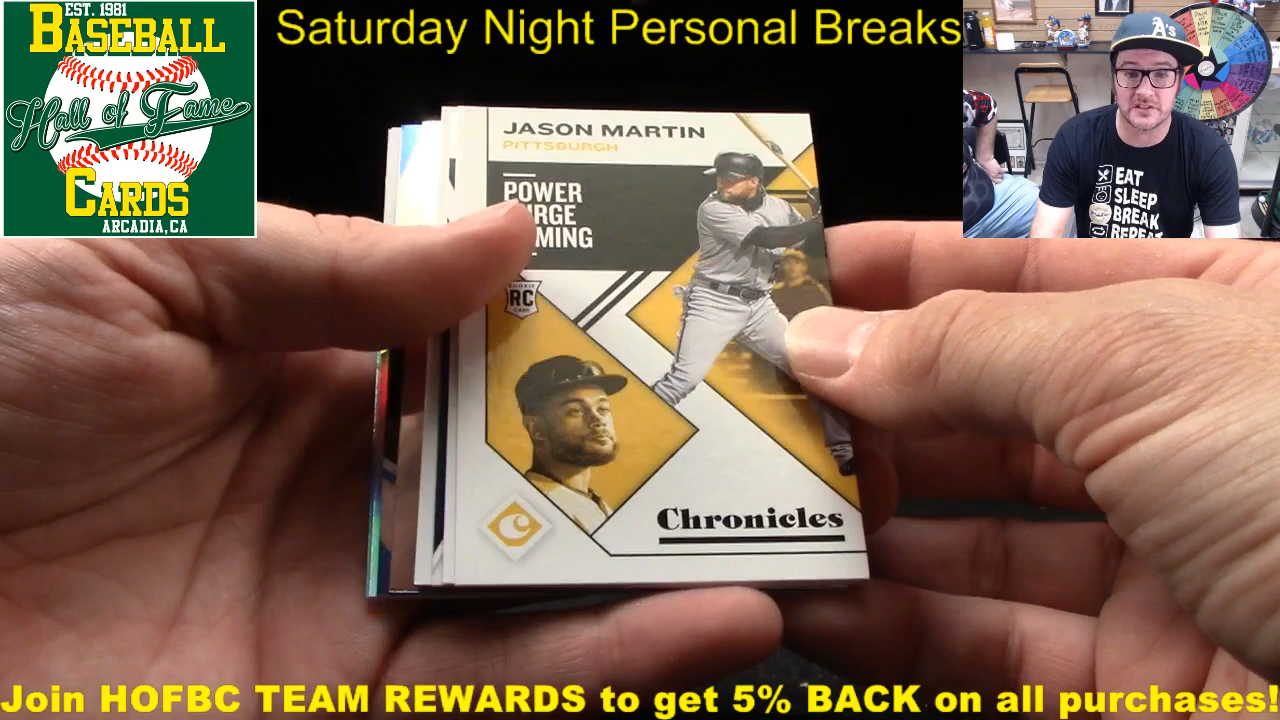 EST. 1981
BASEBALL
Hall of Fame
CARDS
ARCADIA, CA
Saturday Night Personal Breaks
A's
EAT
SLEEP
BREAK
REPEAT
JASON MARTIN
PITTSBURGH
POWER
RC
CARD
Chronicles
Join HOFBC TEAM REWARDS to get 5% BACK on all purchases!